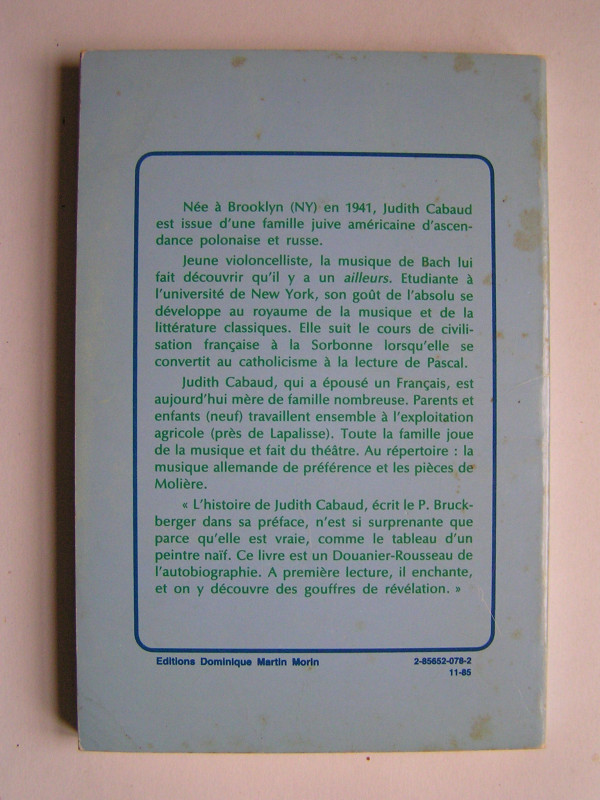 Née à Brooklyn (NY) en 1941, Judith Cabaud
est issue d'une famille juive américaine d'ascen-
dance polonaise et russe.
Jeune violoncelliste, la musique de Bach lui
fait découvrir qu'il y a un ailleurs. Etudiante à
l'université de New York, son goût de l'absolu se
développe au royaume de la musique et de la
littérature classiques. Elle suit le cours de civili-
sation française à la Sorbonne lorsqu'elle se
convertit au catholicisme à la lecture de Pascal.
Judith Cabaud, qui a épousé un Français, est
aujourd'hui mère de famille nombreuse. Parents et
enfants (neuf) travaillent ensemble à l'exploitation
agricole (près de Lapalisse). Toute la famille joue
de la musique et fait du théâtre. Au répertoire : la
musique allemande de préférence et les pièces de
Molière.
« L'histoire de Judith Cabaud, écrit le P. Bruck-
berger dans sa préface, n'est si surprenante que
parce qu'elle est vraie, comme le tableau d'un
peintre naïf. Ce livre est un Douanier-Rousseau de
l'autobiographie. A première lecture, il enchante,
et on y découvre des gouffres de révélation. »
Editions Dominique Martin Morin 2-85652-078-2
11-85